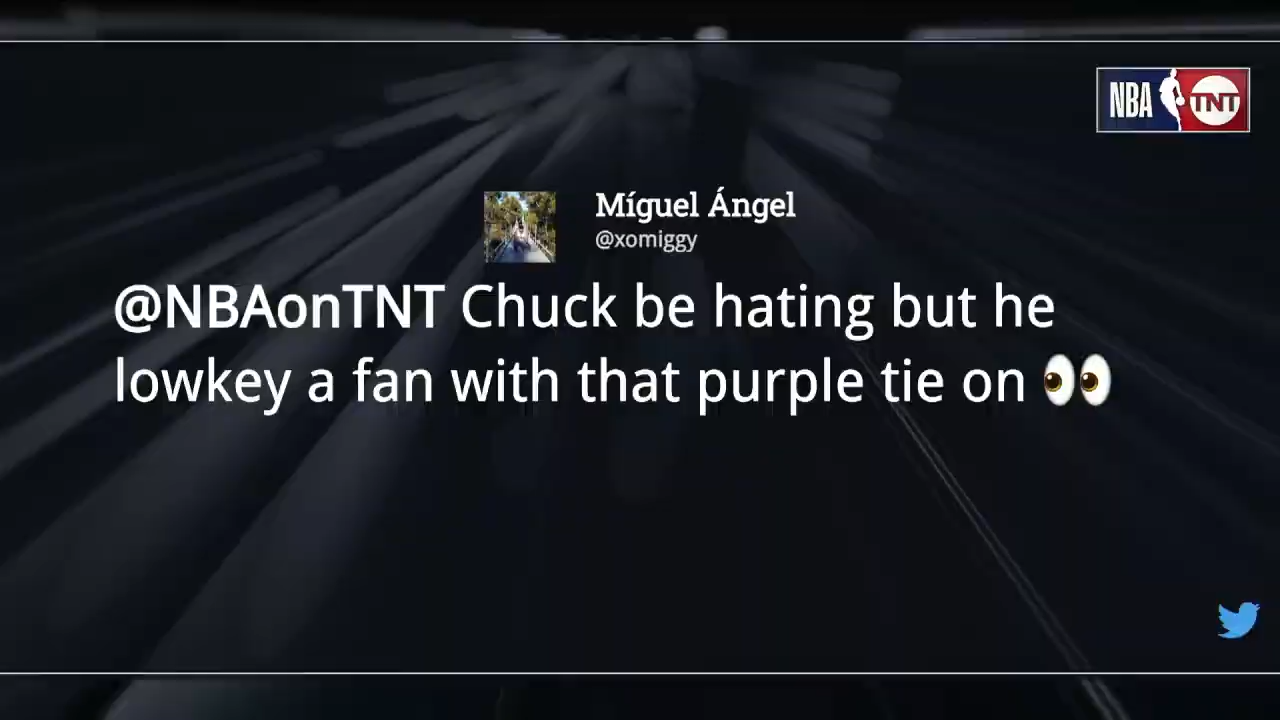 NBA TNT
Míguel Ángel
@xomiggy
@NBAonTNT Chuck be hating but he
lowkey a fan with that purple tie on 👀